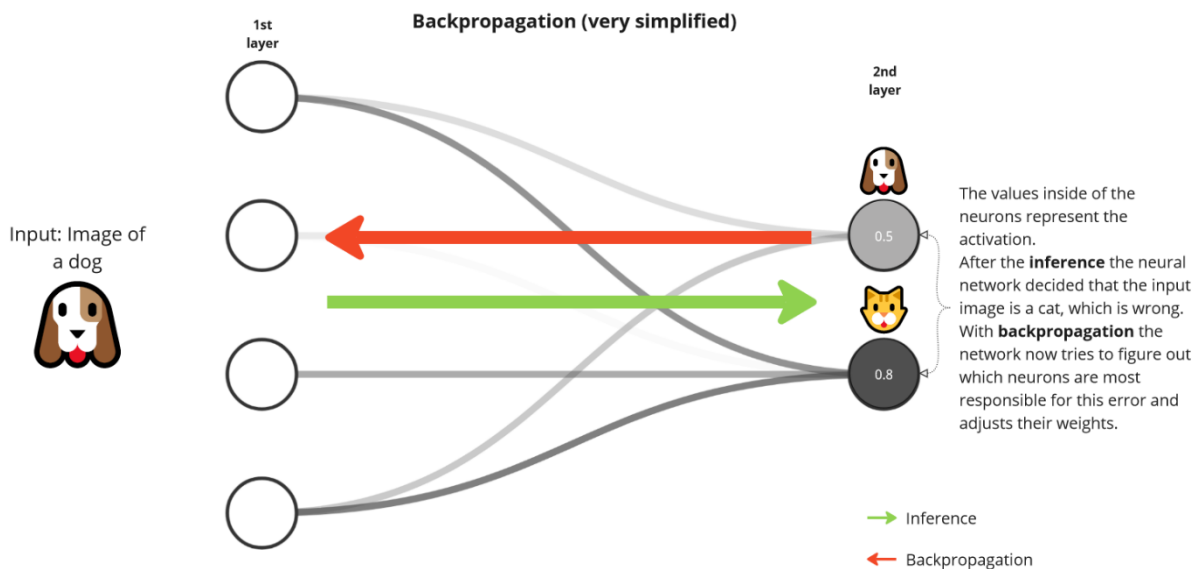 Backpropagation (very simplified)
1st
layer
2nd
layer
Input: Image of
a dog
0.5
0.8
The values inside of the
neurons represent the
activation.
After the inference the neural
network decided that the input
image is a cat, which is wrong.
With backpropagation the
network now tries to figure out
which neurons are most
responsible for this error and
adjusts their weights.
Inference
Backpropagation